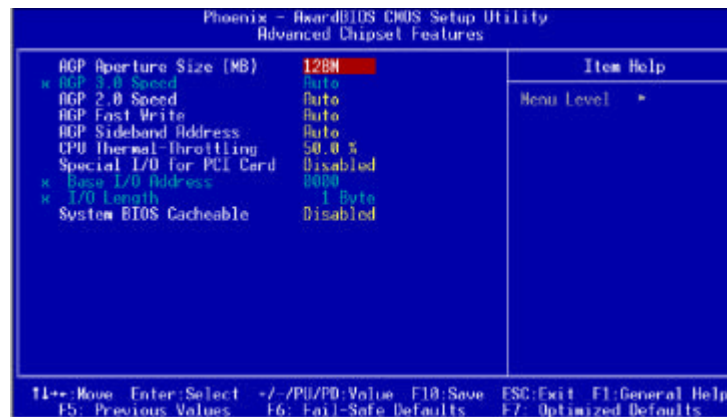 Phoenix - AwardBIOS CMOS Setup Utility
Advanced Chipset Features
AGP Aperture Size (MB) 128M
x AGP 3.0 Speed Auto
AGP 2.0 Speed Auto
AGP Fast Write Auto
AGP Sideband Address Auto
CPU Thermal-Throttling 50.0 %
Special I/O for PCI Card Disabled
x Base I/O Address 0000
x I/O Length 1 Byte
System BIOS Cacheable Disabled
Item Help
Menu Level ►
↑↓→←:Move Enter:Select +/-/PU/PD:Value F10:Save ESC:Exit F1:General Help
F5: Previous Values F6: Fail-Safe Defaults F7: Optimized Defaults